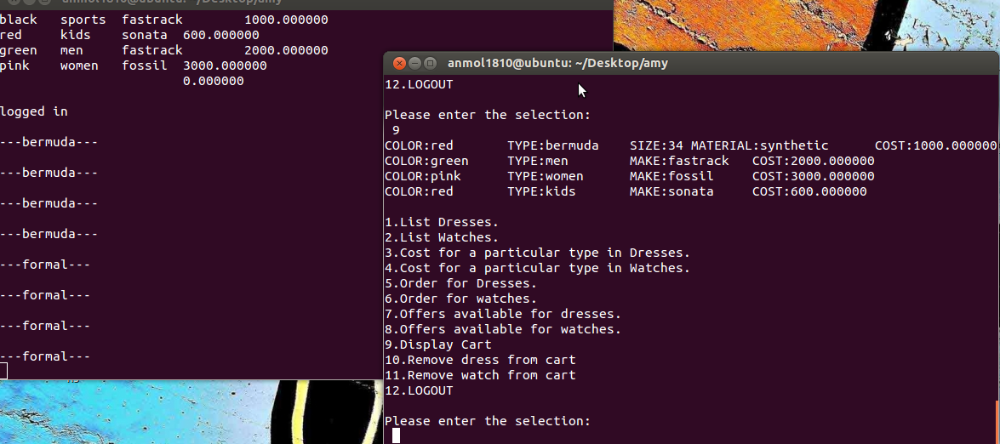 anmol1810@ubuntu: ~/Desktop/amy
black sports fastrack 1000.000000
red kids sonata 600.000000
green men fastrack 2000.000000
pink women fossil 3000.000000
0.000000
logged in
---bermuda---
---bermuda---
---bermuda---
---bermuda---
---formal---
---formal---
---formal---
---formal---
anmol1810@ubuntu: ~/Desktop/amy
12.LOGOUT
Please enter the selection:
9
COLOR:red TYPE:bermuda SIZE:34 MATERIAL:synthetic COST:1000.000000
COLOR:green TYPE:men MAKE:fastrack COST:2000.000000
COLOR:pink TYPE:women MAKE:fossil COST:3000.000000
COLOR:red TYPE:kids MAKE:sonata COST:600.000000
1.List Dresses.
2.List Watches.
3.Cost for a particular type in Dresses.
4.Cost for a particular type in Watches.
5.Order for Dresses.
6.Order for watches.
7.Offers available for dresses.
8.Offers available for watches.
9.Display Cart
10.Remove dress from cart
11.Remove watch from cart
12.LOGOUT
Please enter the selection: